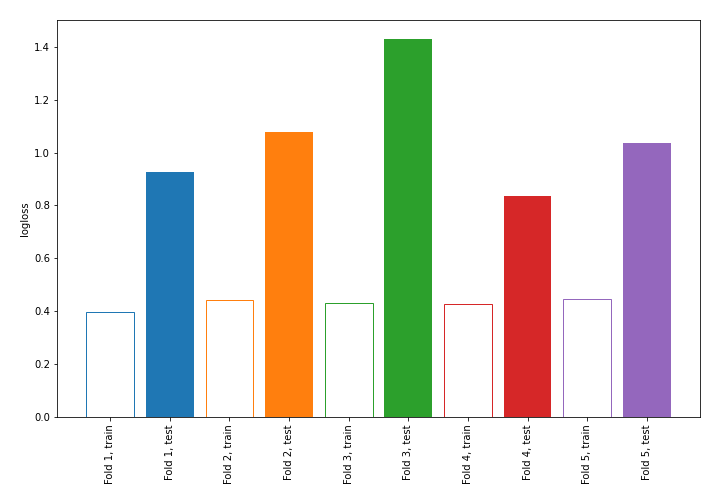 1.4
1.2
1.0
0.8
0.6
0.4
0.2
0.0
logloss
Fold 1, train
Fold 1, test
Fold 2, train
Fold 2, test
Fold 3, train
Fold 3, test
Fold 4, train
Fold 4, test
Fold 5, train
Fold 5, test